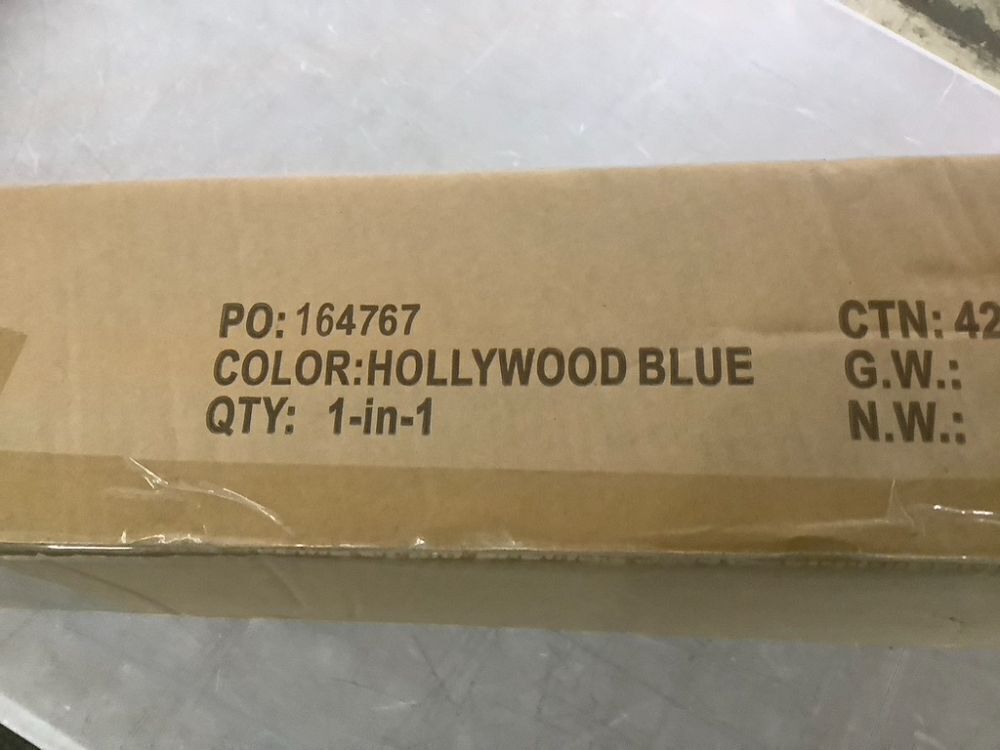 PO: 164767
COLOR:HOLLYWOOD BLUE
QTY: 1-in-1
CTN: 42
G.W.:
N.W.: